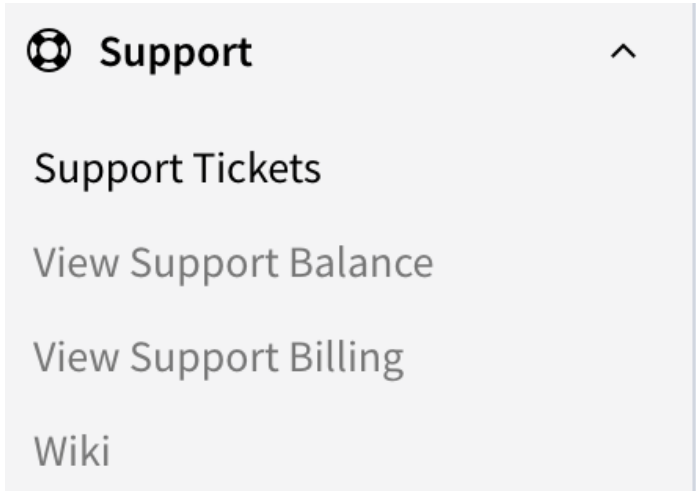 Support
Support Tickets
View Support Balance
View Support Billing
Wiki